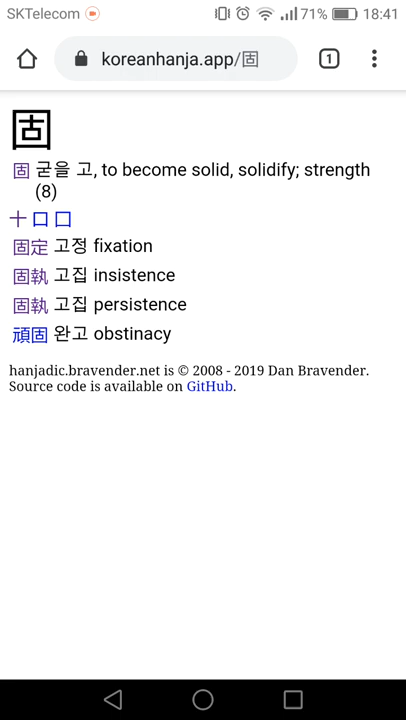 SKTelecom 71% 18:41
koreanhanja.app/固
1
固
固 굳을 고, to become solid, solidify; strength
(8)
十 口 囗
固定 고정 fixation
固執 고집 insistence
固執 고집 persistence
頑固 완고 obstinacy
hanjadic.bravender.net is © 2008 - 2019 Dan Bravender.
Source code is available on GitHub.